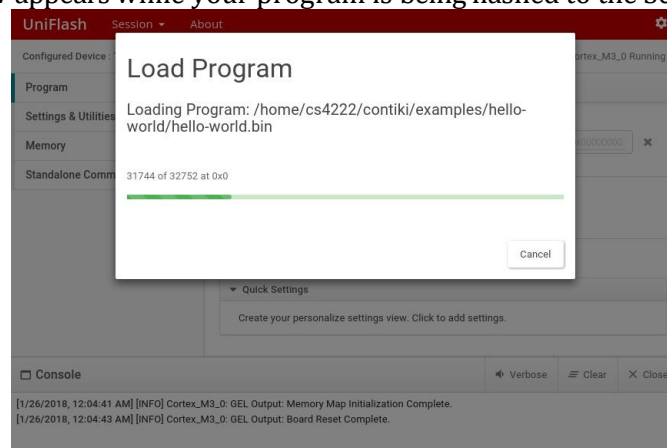 appears while your program is being flashed to the
UniFlash Session About
Configured Device :
ortex_M3_0 Running
Program
Settings & Utilities
Memory
Standalone Comm
Load Program
Loading Program: /home/cs4222/contiki/examples/hello-
world/hello-world.bin
31744 of 32752 at 0x0
Cancel
Quick Settings
Create your personalize settings view. Click to add settings.
Console
Verbose Clear Close
[1/26/2018, 12:04:41 AM] [INFO] Cortex_M3_0: GEL Output: Memory Map Initialization Complete.
[1/26/2018, 12:04:43 AM] [INFO] Cortex_M3_0: GEL Output: Board Reset Complete.